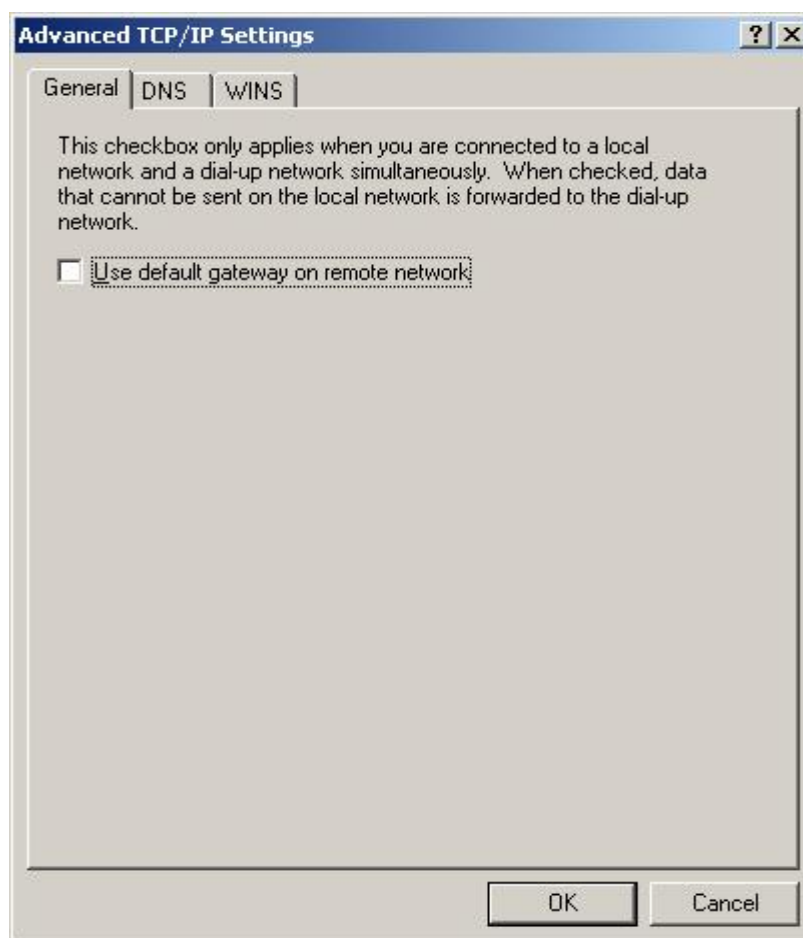 Advanced TCP/IP Settings
General DNS WINS
This checkbox only applies when you are connected to a local
network and a dial-up network simultaneously. When checked, data
that cannot be sent on the local network is forwarded to the dial-up
network.
Use default gateway on remote network
OK Cancel